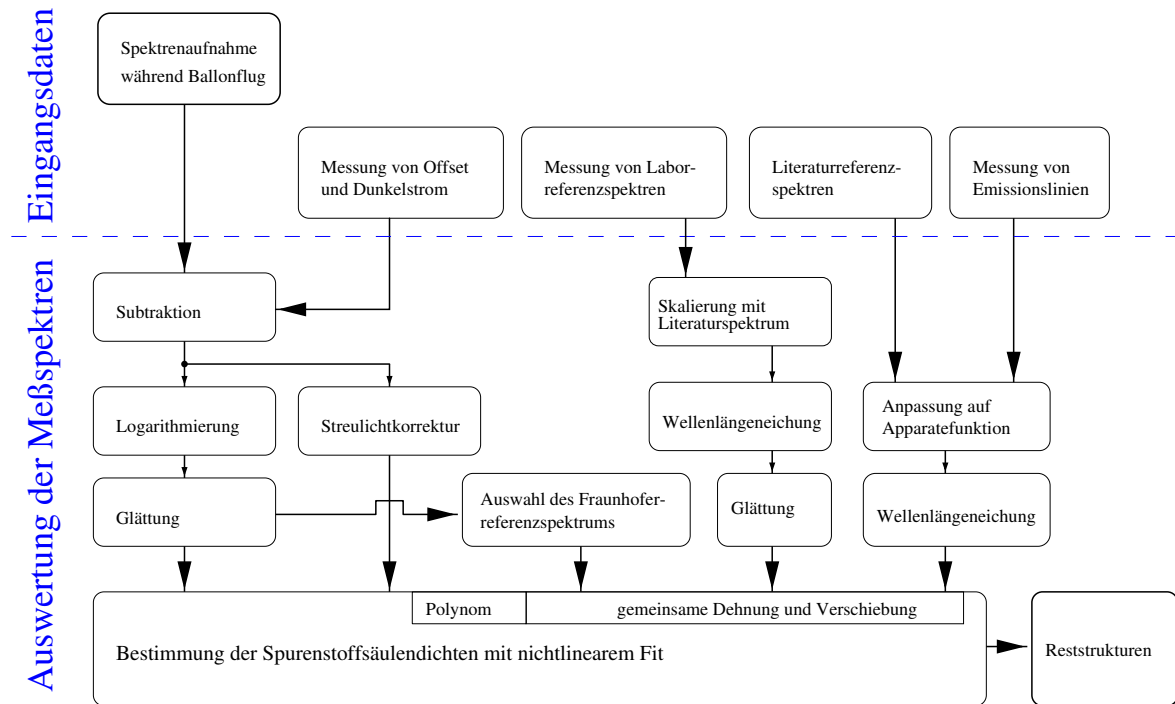 Eingangsdaten
Spektrenaufnahme
während Ballonflug
Messung von Offset
und Dunkelstrom
Messung von Labor-
referenzspektren
Literaturreferenz-
spektren
Messung von
Emissionslinien
Auswertung der Meßspektren
Subtraktion
Skalierung mit
Literaturspektrum
Logarithmierung
Streulichtkorrektur
Wellenlängeneichung
Anpassung auf
Apparatefunktion
Glättung
Auswahl des Fraunhofer-
referenzspektrums
Glättung
Wellenlängeneichung
Polynom
gemeinsame Dehnung und Verschiebung
Bestimmung der Spurenstoffsäulendichten mit nichtlinearem Fit
Reststrukturen